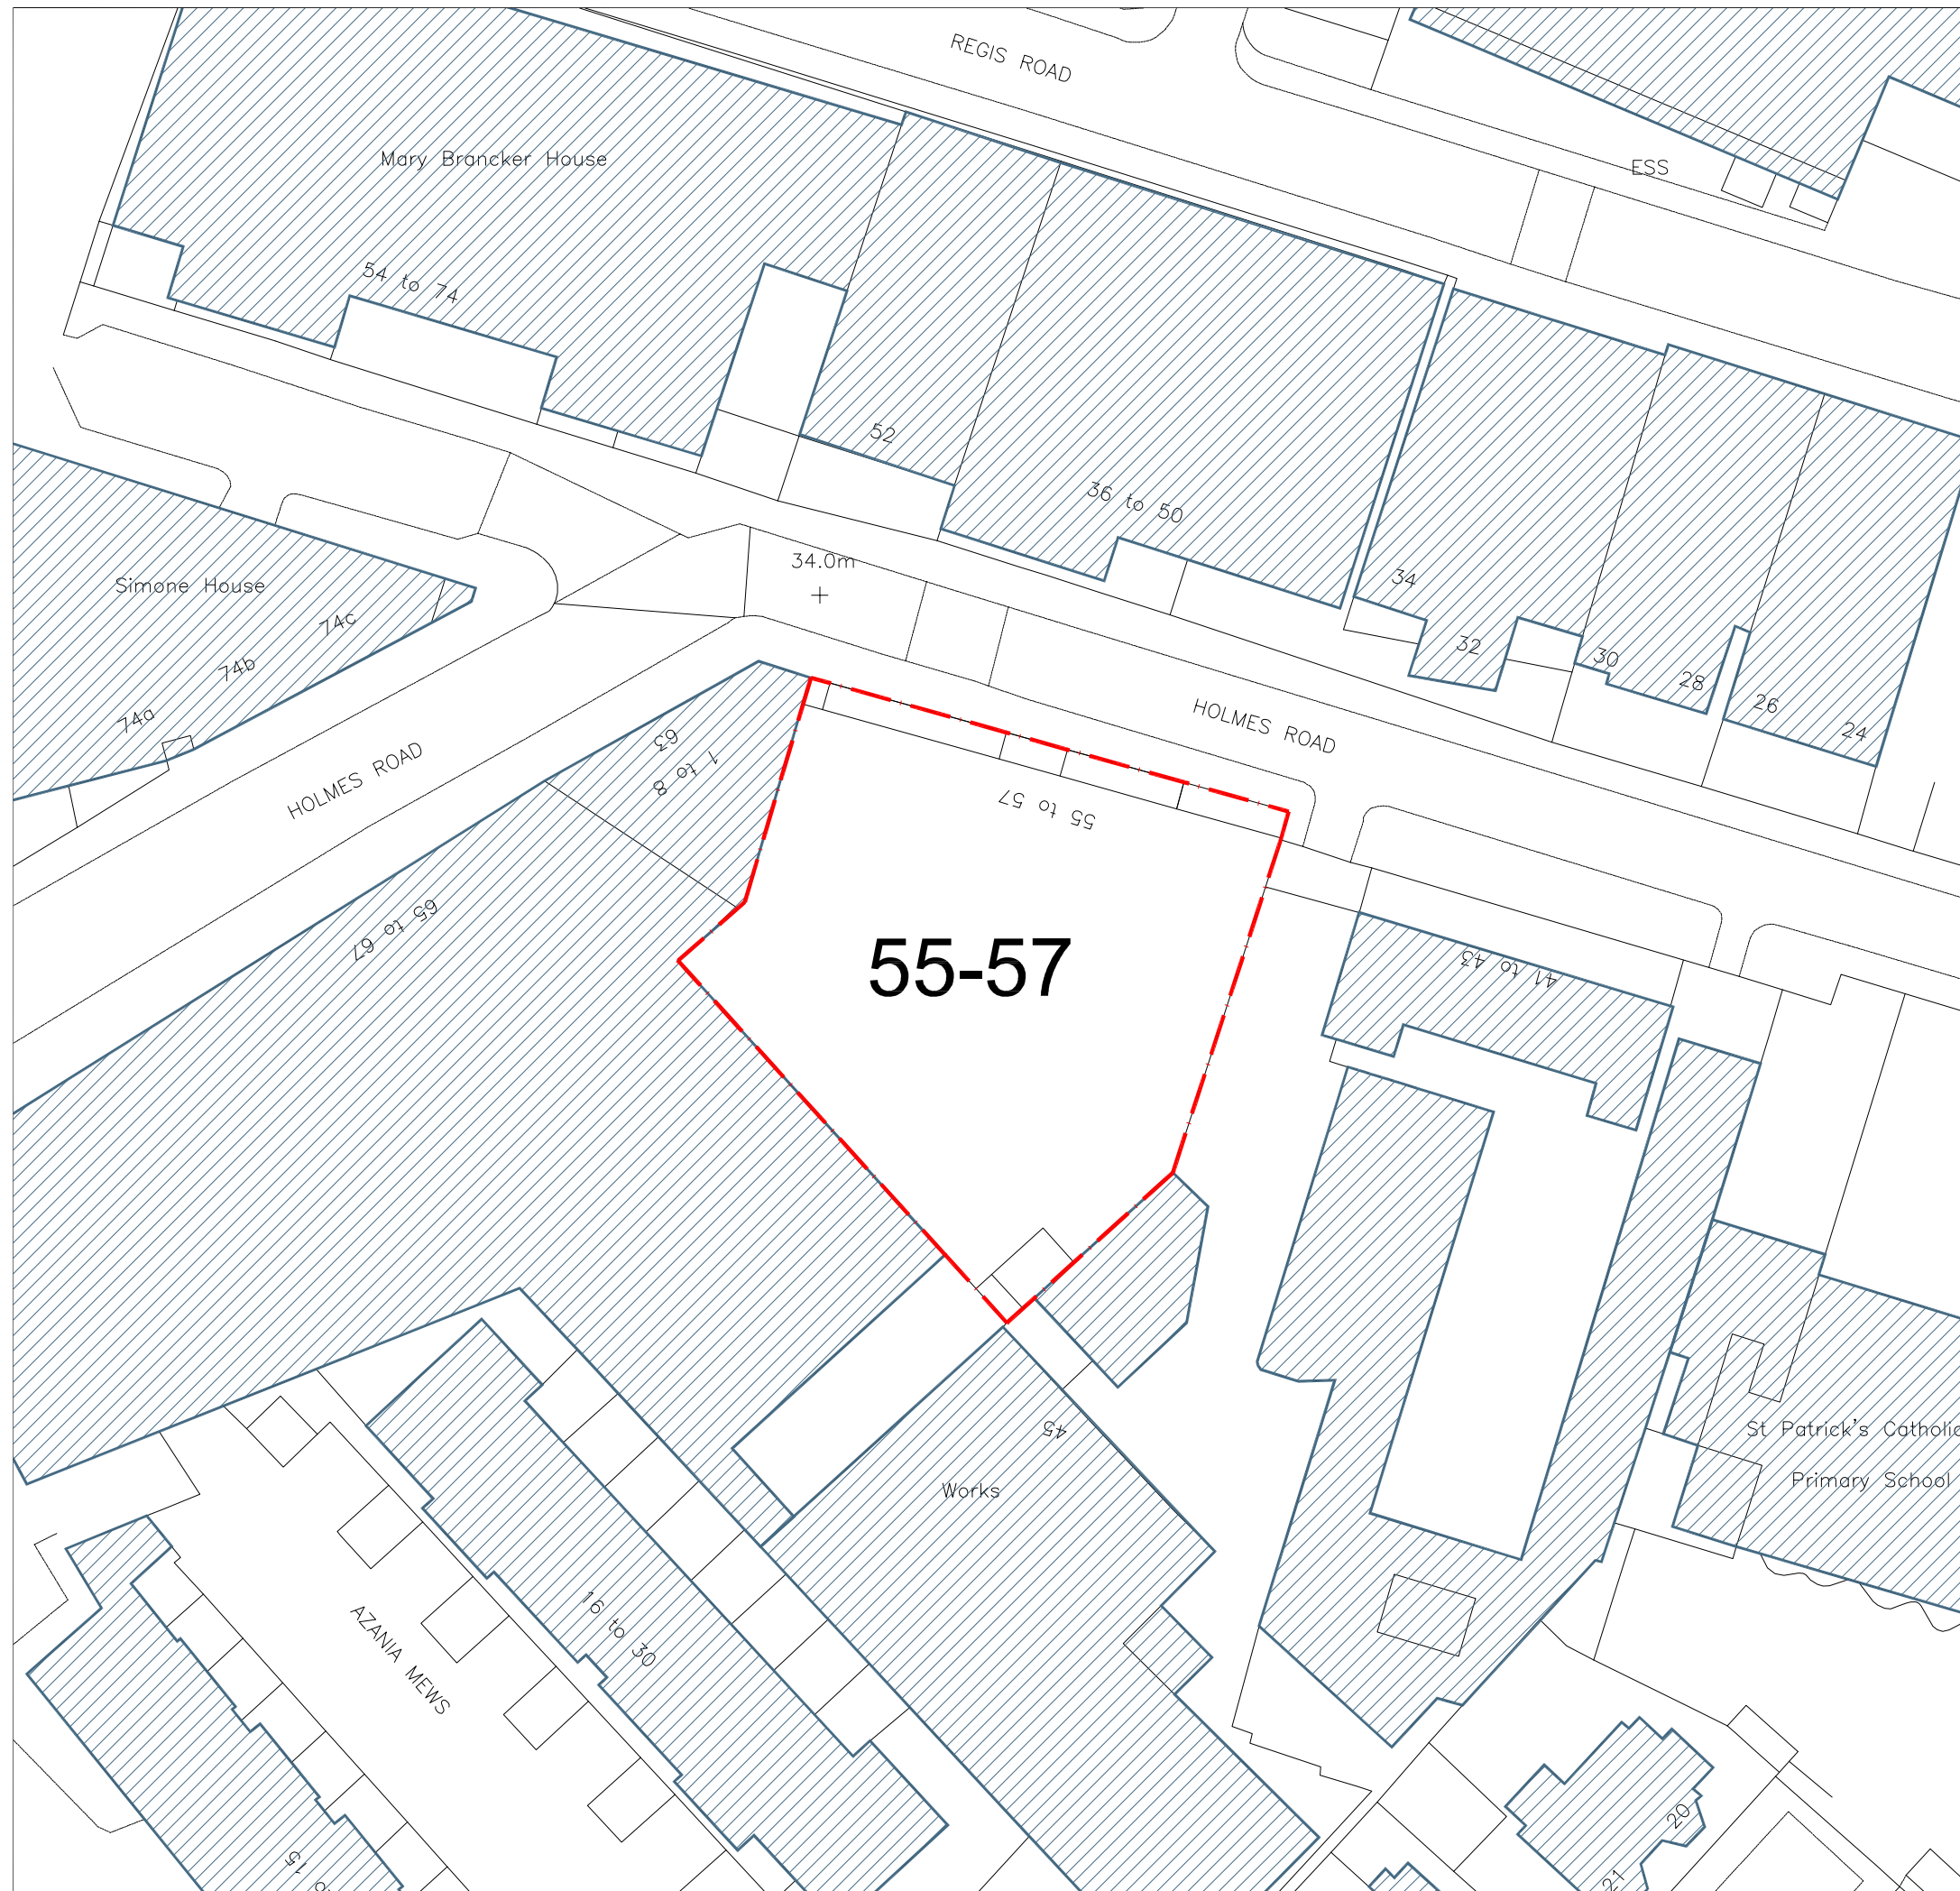 REGIS ROAD
ESS
Mary Brancker House
54 to 74
52
36 to 50
34.0m
34
32
30
28
26
24
Simone House
74c
74b
74a
HOLMES ROAD
HOLMES ROAD
63
1 to 8
55 to 57
65 to 67
55-57
41 to 43
45
Works
St Patrick's Catholic
Primary School
16 to 30
AZANIA MEWS
15
20
21